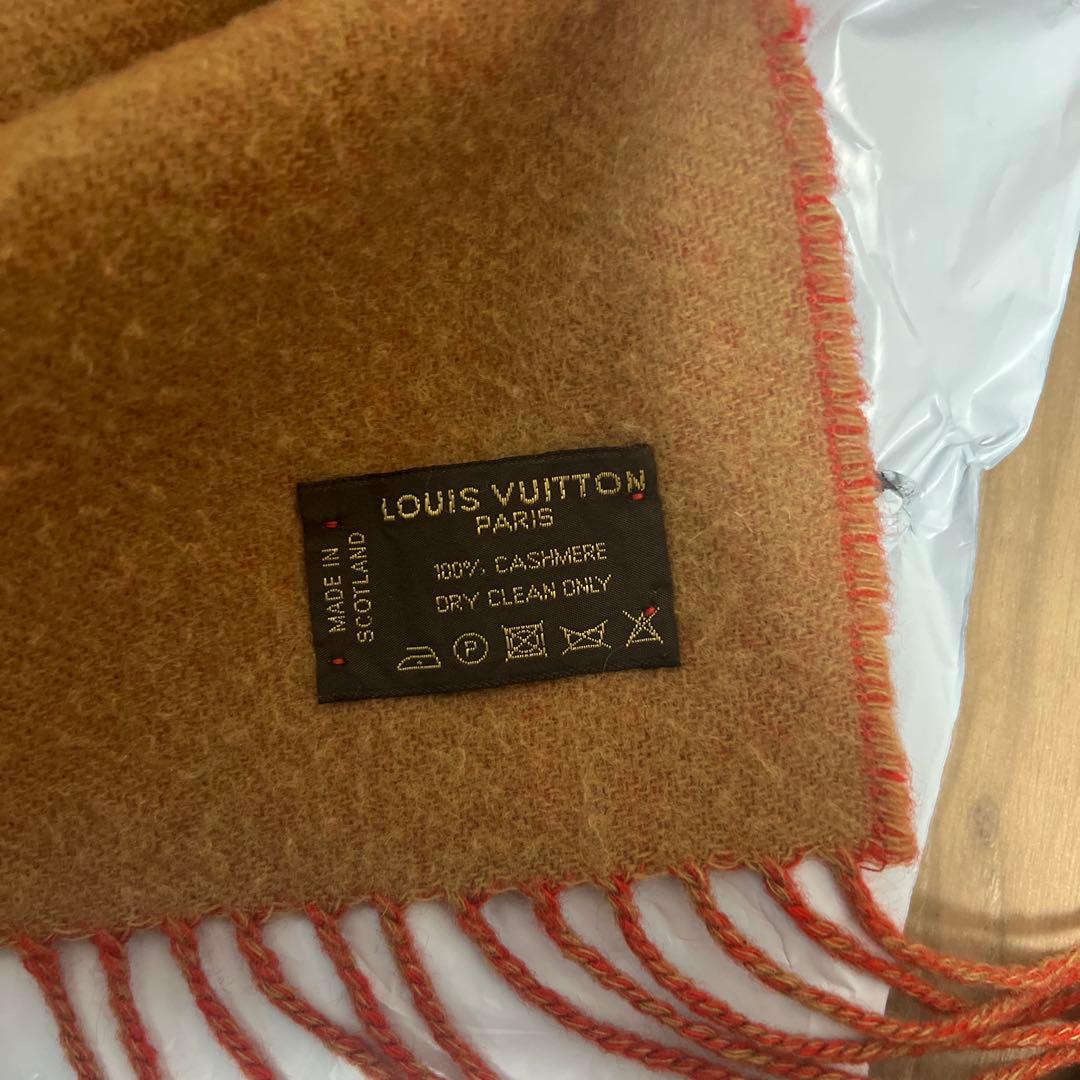 LOUIS VUITTON
PARIS
100% CASHMERE
DRY CLEAN ONLY
MADE IN
SCOTLAND
P